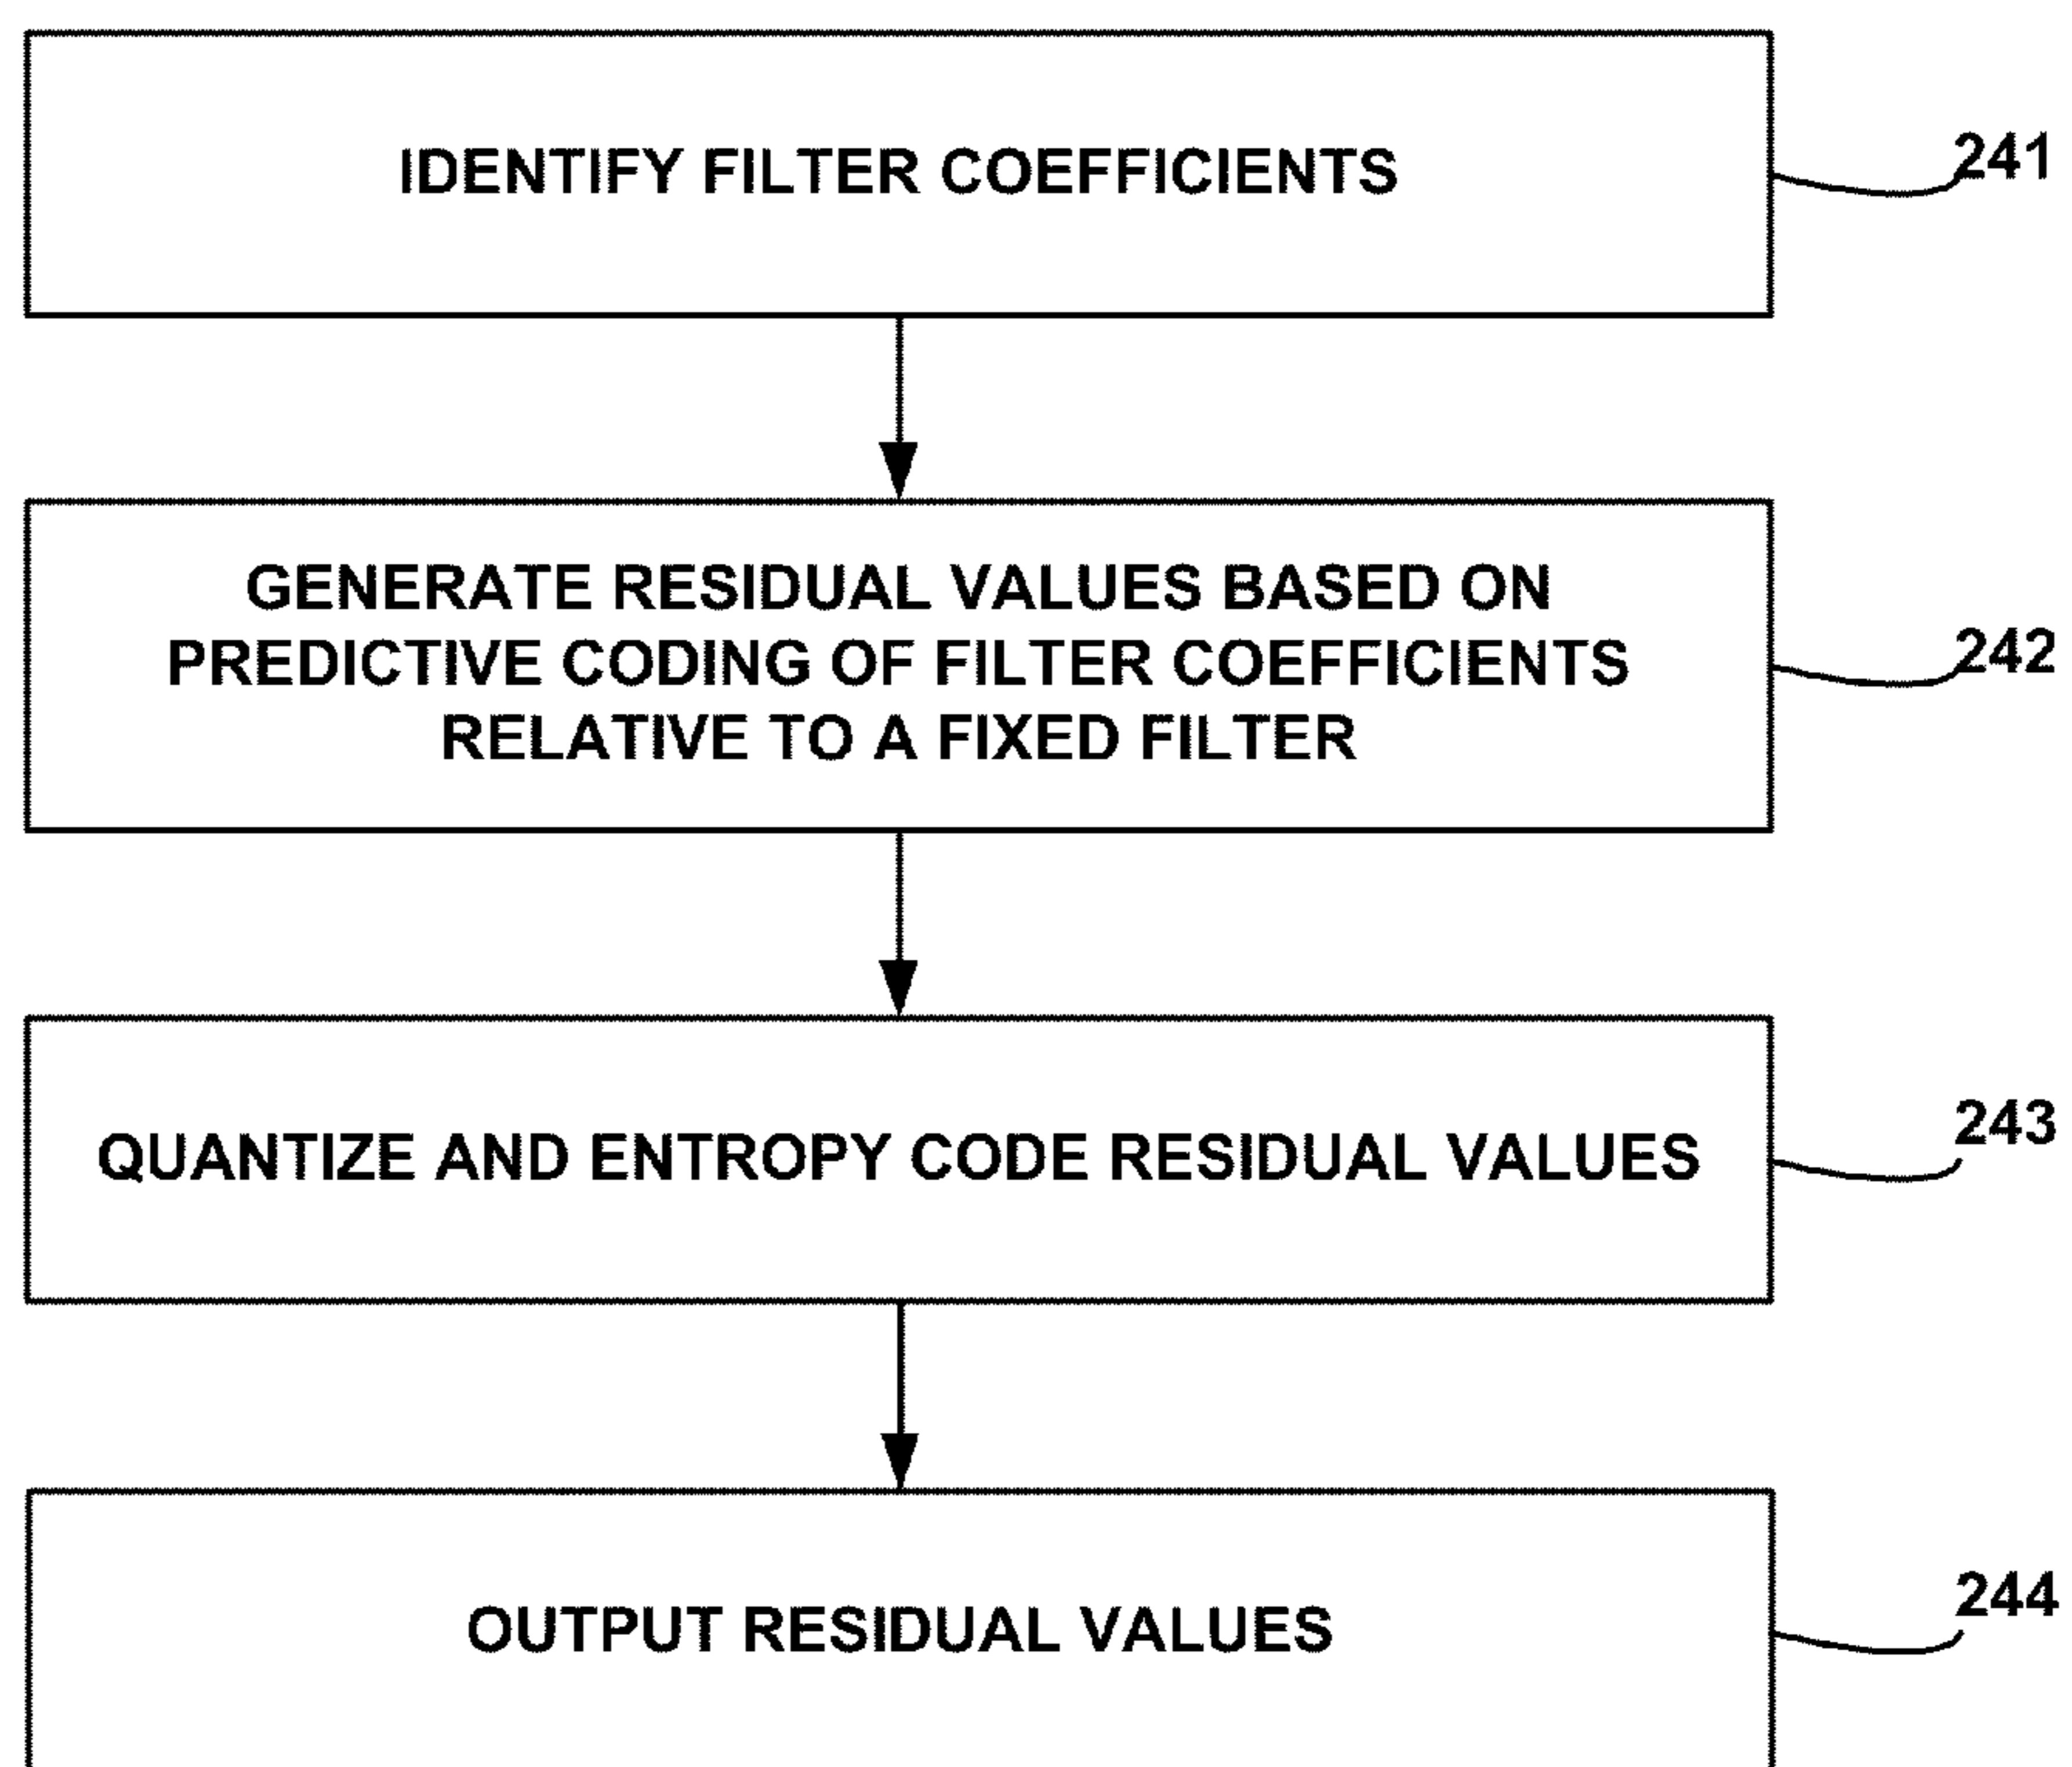 IDENTIFY FILTER COEFFICIENTS
241
GENERATE RESIDUAL VALUES BASED ON
PREDICTIVE CODING OF FILTER COEFFICIENTS
RELATIVE TO A FIXED FILTER
242
QUANTIZE AND ENTROPY CODE RESIDUAL VALUES
243
OUTPUT RESIDUAL VALUES
244